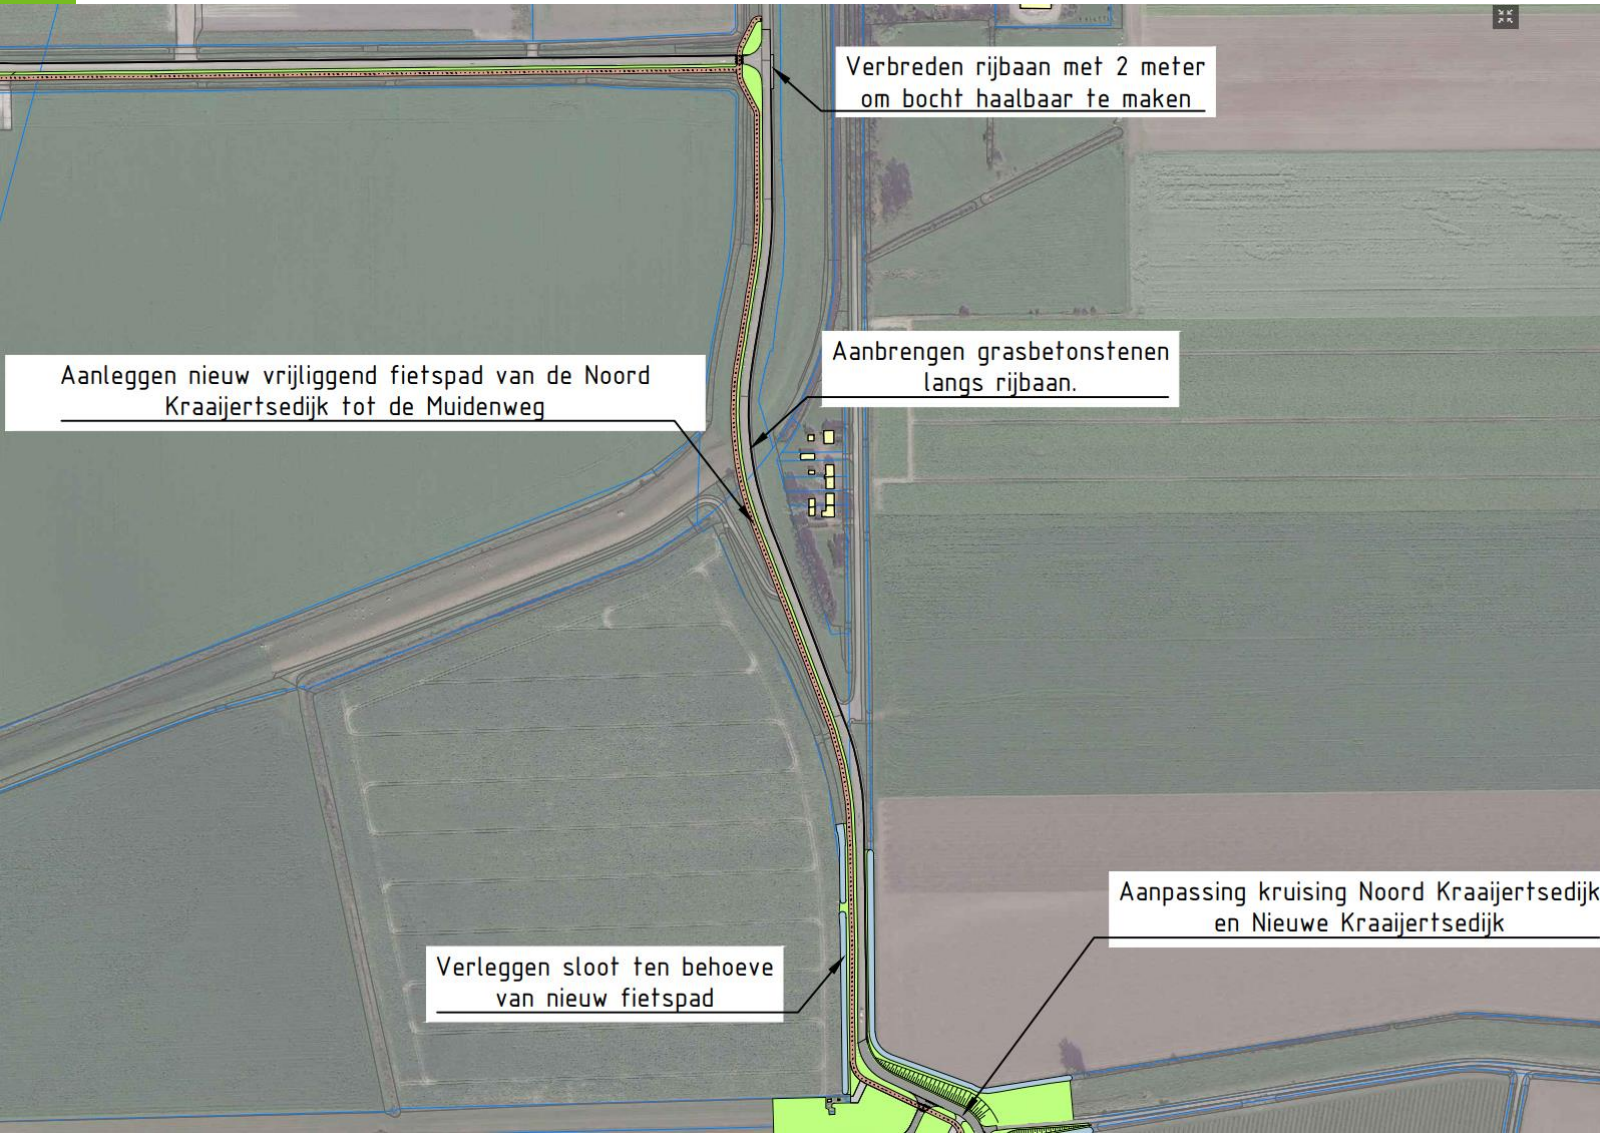 Verbreden rijbaan met 2 meter
om bocht haalbaar te maken
Aanbrengen grasbetonstenen
langs rijbaan.
Aanleggen nieuw vrijliggend fietspad van de Noord
Kraaijertsedijk tot de Muidenweg
Aanpassing kruising Noord Kraaijertsedijk
en Nieuwe Kraaijertsedijk
Verleggen sloot ten behoeve
van nieuw fietspad